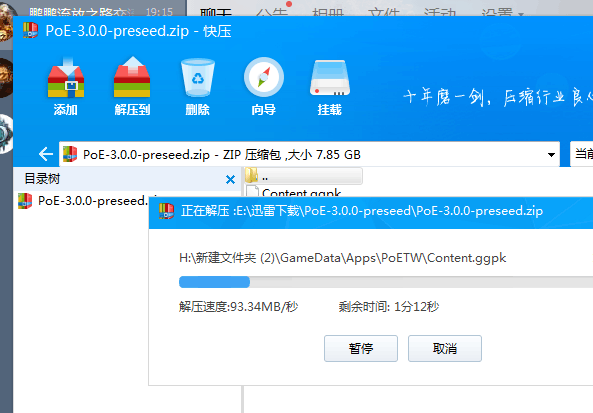 鹏鹏流放之路交 19:15
聊天 公告 相册 文件 活动 设置
PoE-3.0.0-preseed.zip - 快压
添加 解压到 删除 向导 挂载
十年磨一剑，压缩行业良心
PoE-3.0.0-preseed.zip - ZIP 压缩包 ,大小 7.85 GB
当前
目录树
..
PoE-3.0.0-preseed.z
Content.ggpk
正在解压 :E:\迅雷下载\PoE-3.0.0-preseed\PoE-3.0.0-preseed.zip
H:\新建文件夹 (2)\GameData\Apps\PoETW\Content.ggpk
解压速度:93.34MB/秒 剩余时间: 1分12秒
暂停 取消